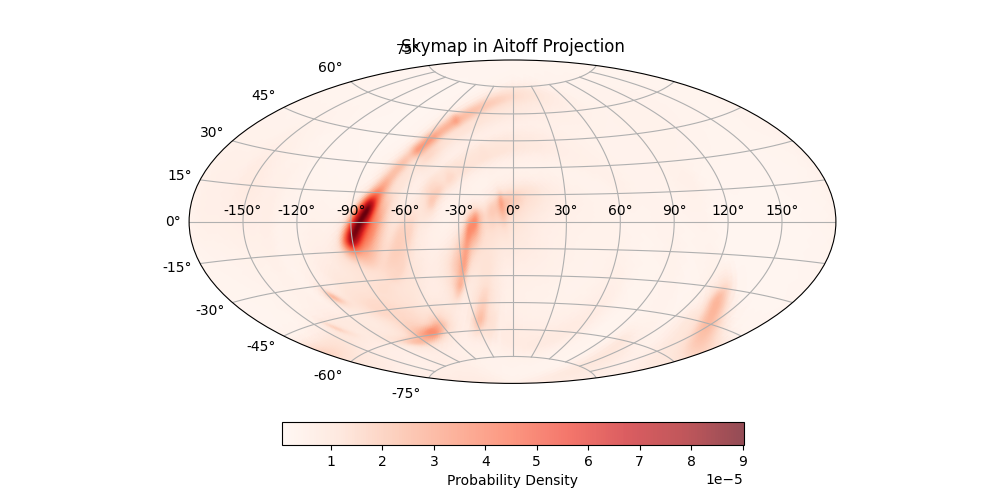 Skymap in Aitoff Projection
75°
60°
45°
30°
15°
-150° -120° -90° -60° -30° 0° 30° 60° 90° 120° 150°
0°
-15°
-30°
-45°
-60°
-75°
1 2 3 4 5 6 7 8 9
1e−5
Probability Density